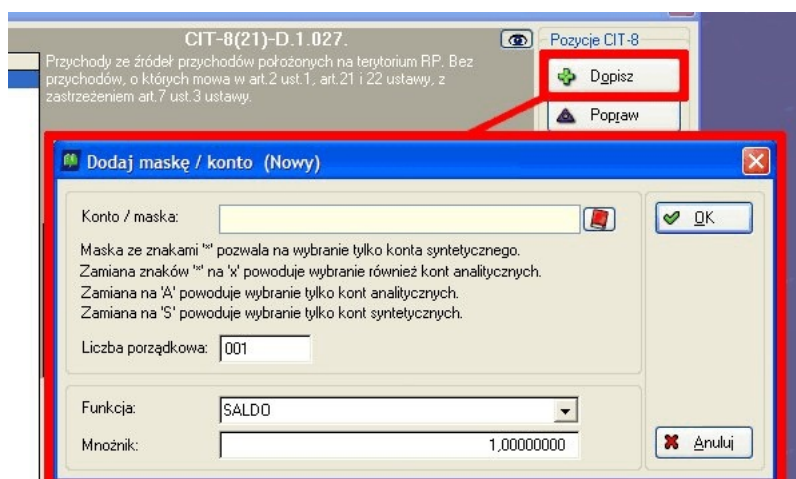 CIT-8(21)-D.1.027.
Przychody ze źródeł przychodów położonych na terytorium RP. Bez
przychodów, o których mowa w art.2 ust.1, art.21 i 22 ustawy, z
zastrzeżeniem art.7 ust.3 ustawy.
Pozycje CIT-8
Dopisz
Popraw
Dodaj maskę / konto (Nowy)
Konto / maska:
OK
Maska ze znakami '*' pozwala na wybranie tylko konta syntetycznego.
Zamiana znaków '*' na 'x' powoduje wybranie również kont analitycznych.
Zamiana na 'A' powoduje wybranie tylko kont analitycznych.
Zamiana na 'S' powoduje wybranie tylko kont syntetycznych.
Liczba porządkowa: 001
Funkcja: SALDO
Mnożnik: 1,00000000
Anuluj